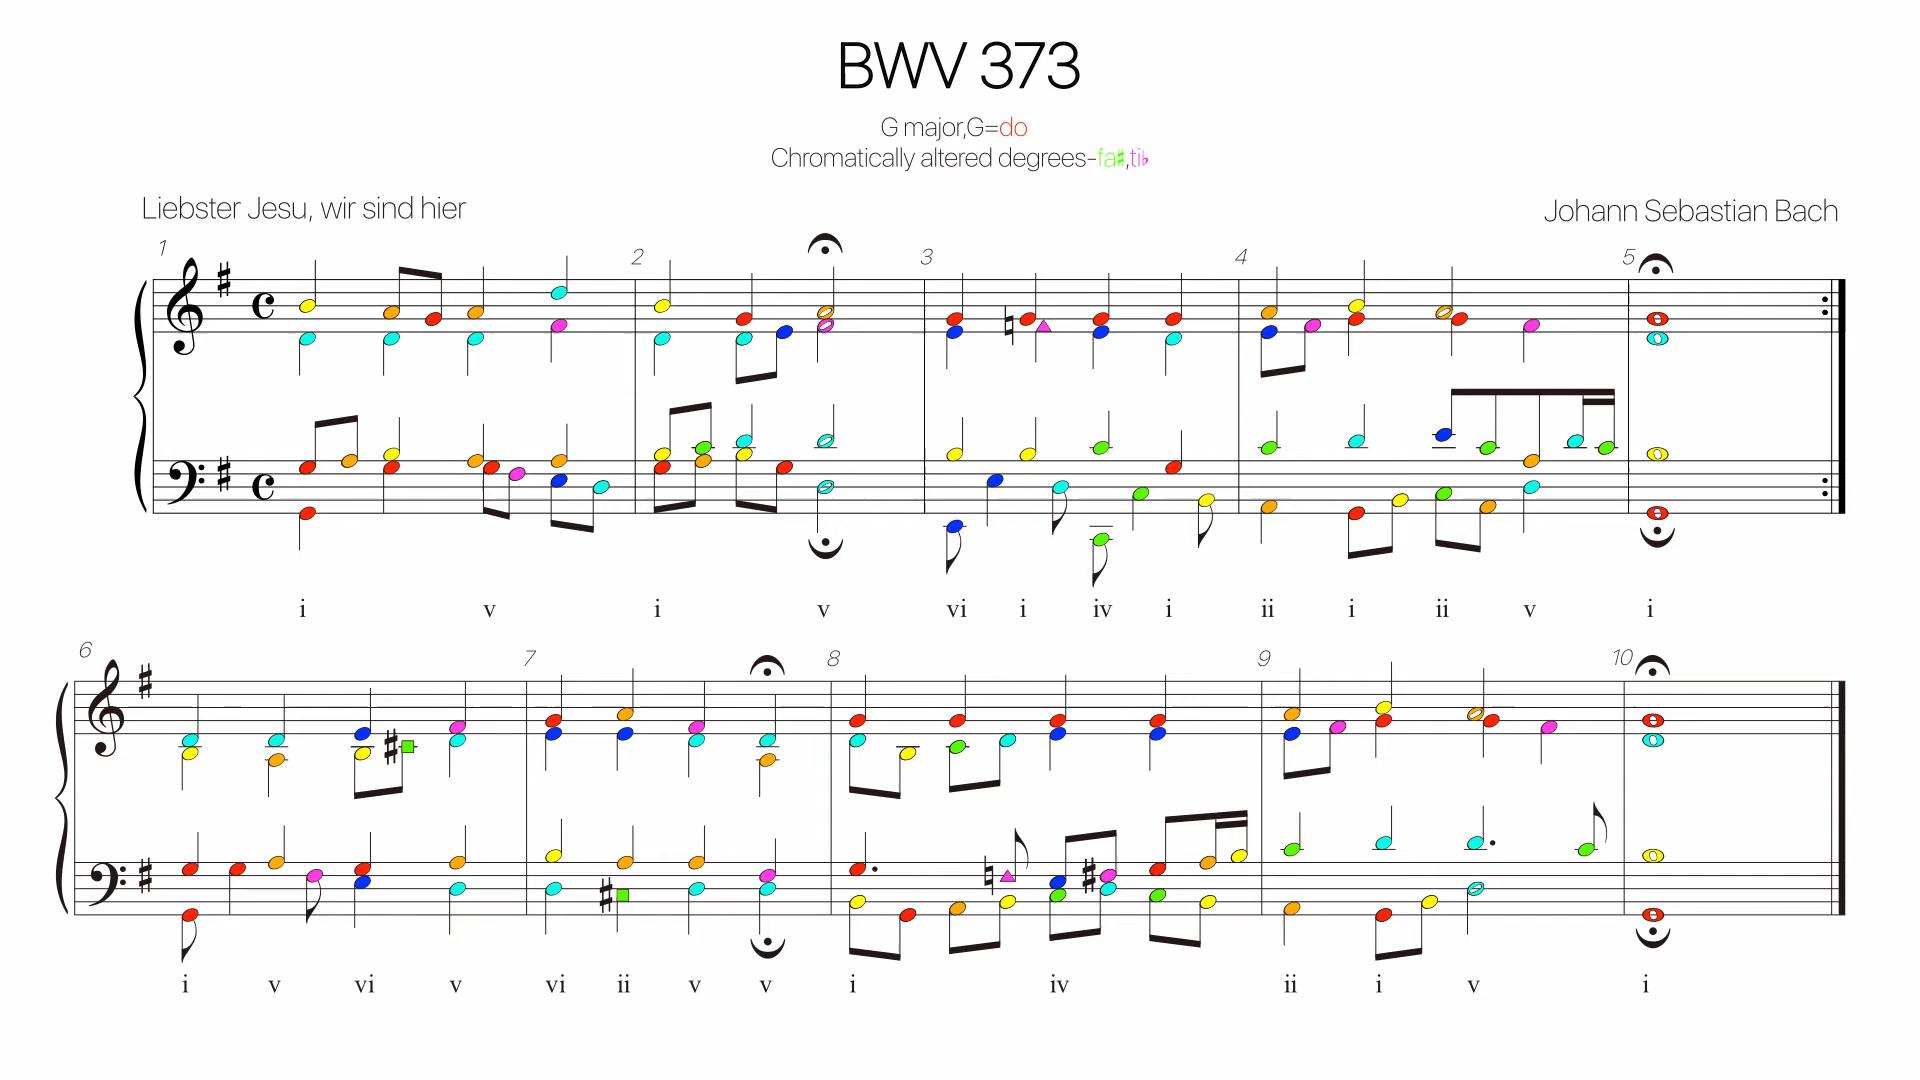 BWV 373
G major,G=do
Chromatically altered degrees-fa♯,ti♭
Liebster Jesu, wir sind hier
Johann Sebastian Bach
1 2 3 4 5
i v i v vi i iv i ii i ii v i
6 7 8 9 10
i v vi v vi ii v v i iv ii i v i